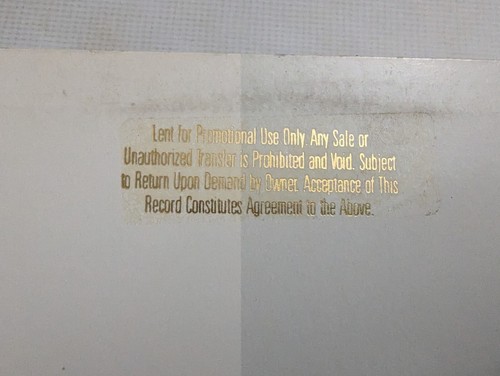 Lent for Promotional Use Only. Any Sale or
Unauthorized Transfer is Prohibited and Void. Subject
to Return Upon Demand by Owner. Acceptance of This
Record Constitutes Agreement to the Above.